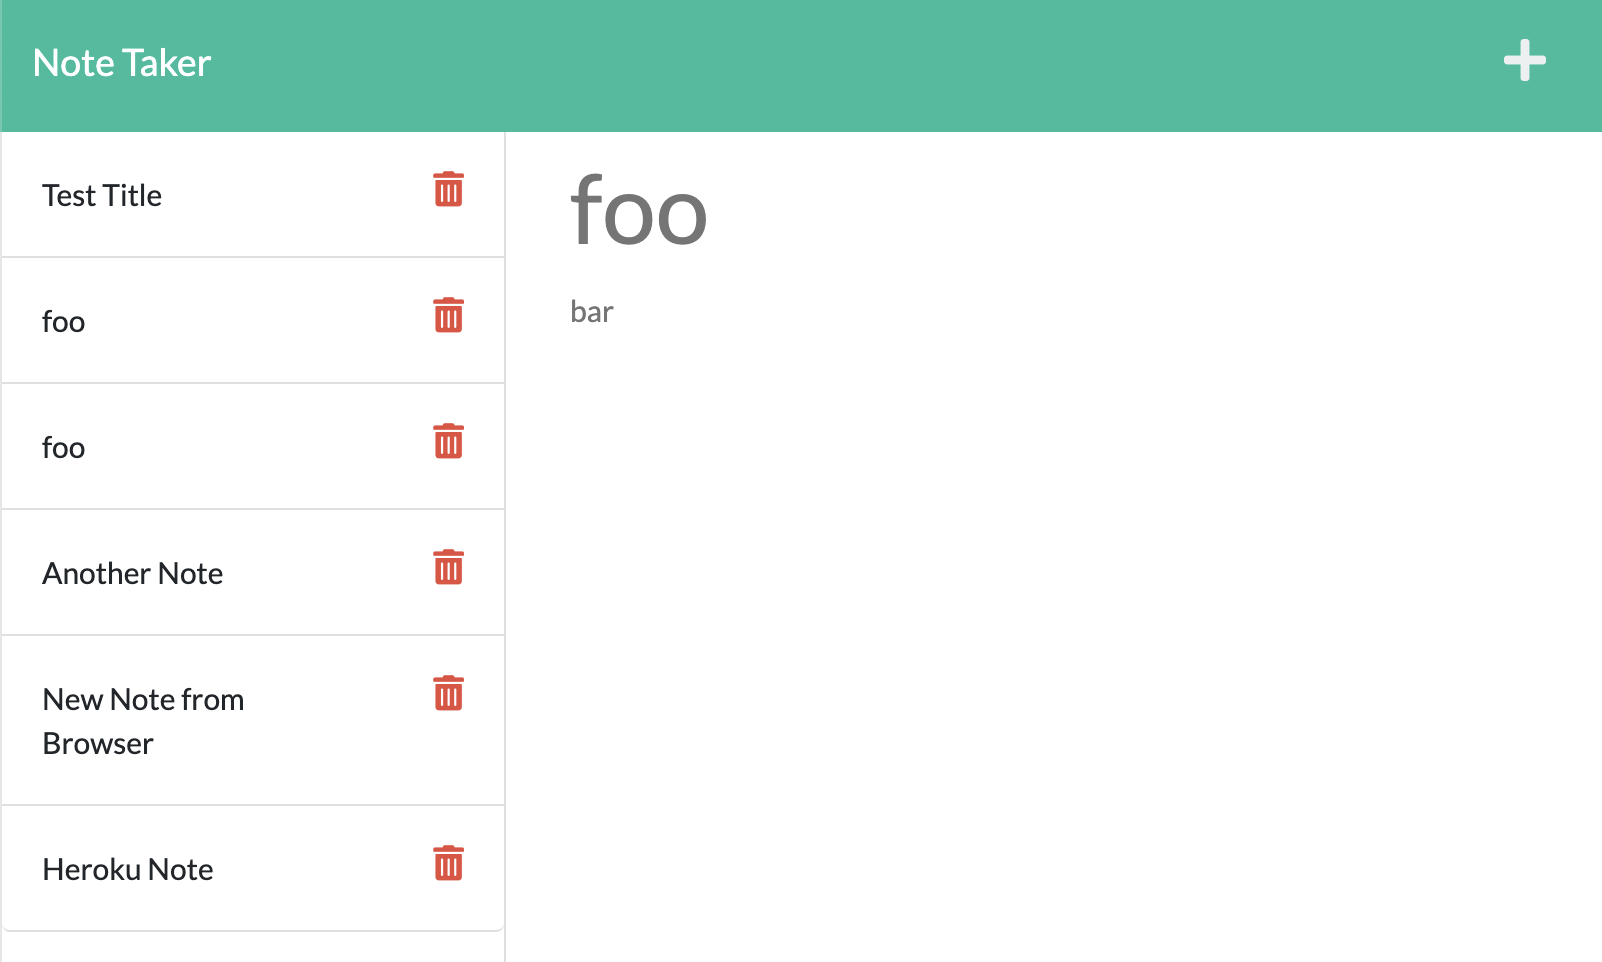 Note Taker
Test Title
foo
foo
Another Note
New Note from
Browser
Heroku Note
foo
bar